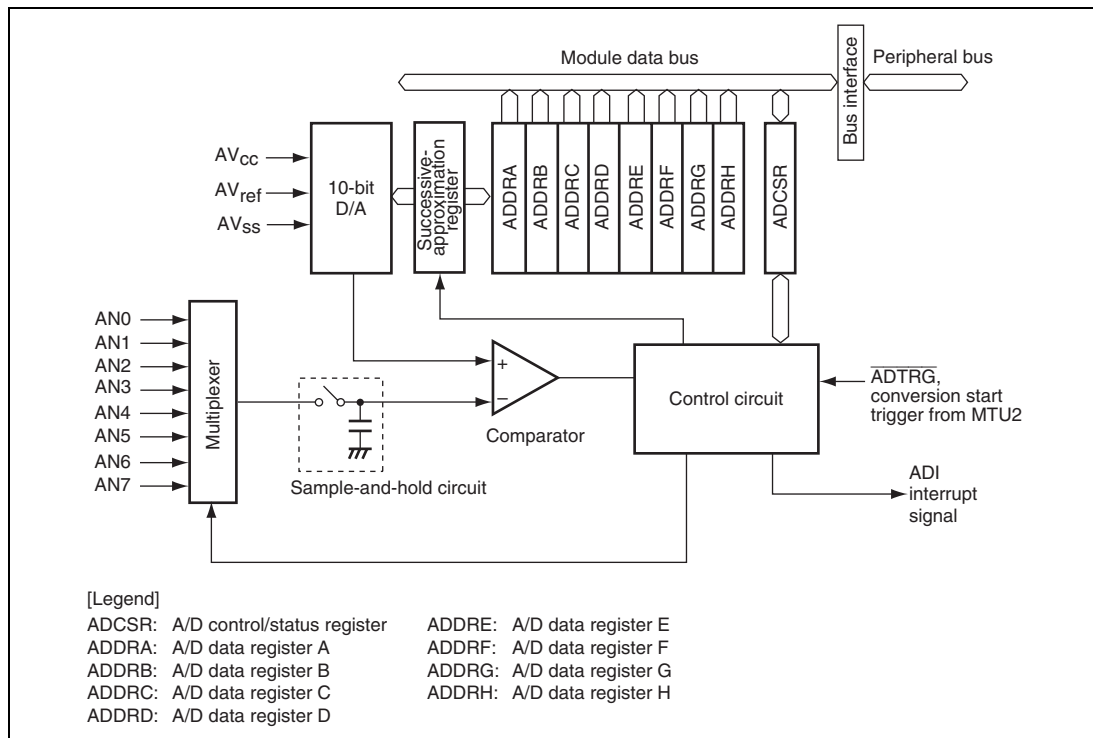 Module data bus
Peripheral bus
Bus interface
AVcc
AVref
AVss
10-bit
D/A
Successive-
approximation
register
ADDRA
ADDRB
ADDRC
ADDRD
ADDRE
ADDRF
ADDRG
ADDRH
ADCSR
AN0
AN1
AN2
AN3
AN4
AN5
AN6
AN7
Multiplexer
Sample-and-hold circuit
+
−
Comparator
Control circuit
ADTRG,
conversion start
trigger from MTU2
ADI
interrupt
signal
[Legend]
ADCSR: A/D control/status register
ADDRA: A/D data register A
ADDRB: A/D data register B
ADDRC: A/D data register C
ADDRD: A/D data register D
ADDRE: A/D data register E
ADDRF: A/D data register F
ADDRG: A/D data register G
ADDRH: A/D data register H